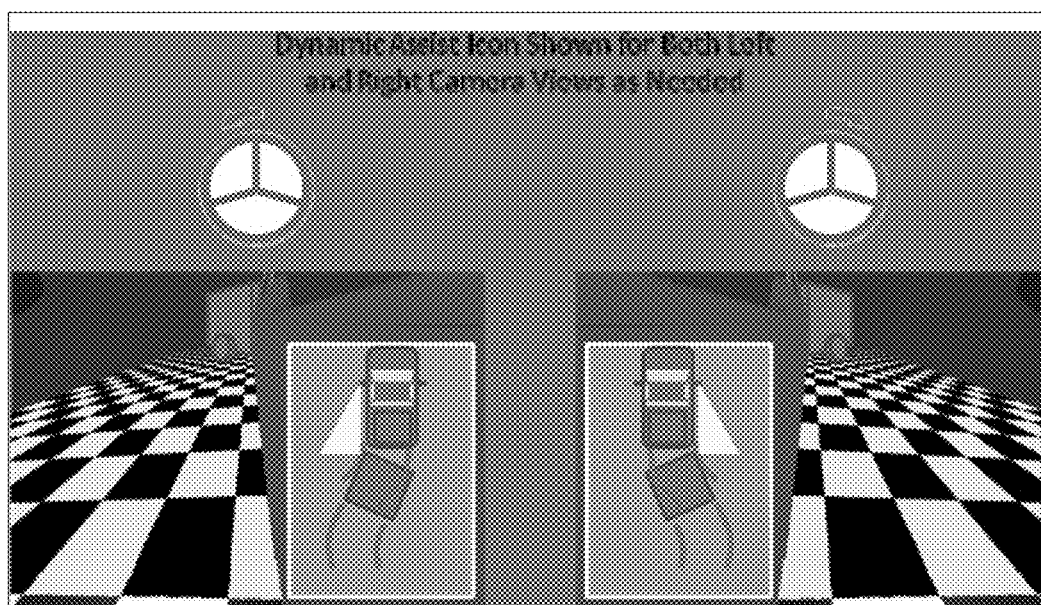 Dynamic Assist Icon Shown for Both Left
and Right Camera Views as Needed